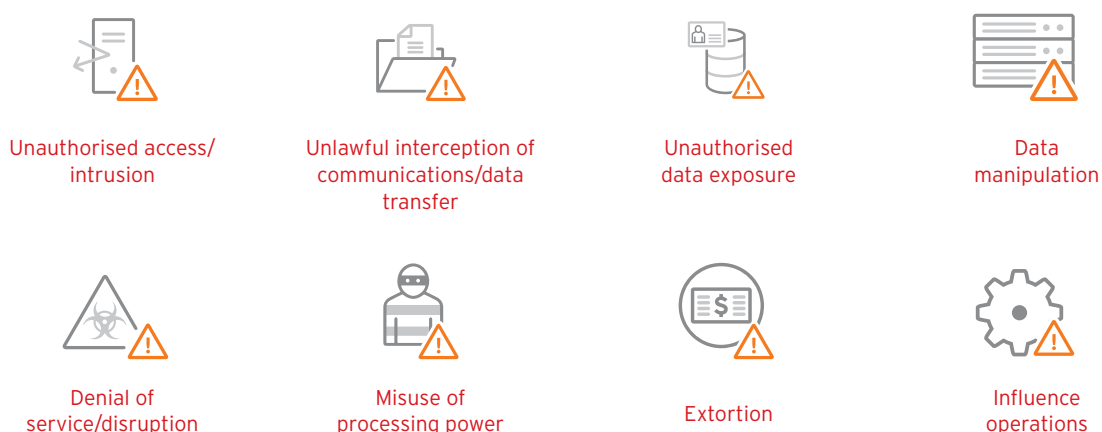 Unauthorised access/
intrusion
Unlawful interception of
communications/data
transfer
Unauthorised
data exposure
Data
manipulation
Denial of
service/disruption
Misuse of
processing power
$
Extortion
Influence
operations